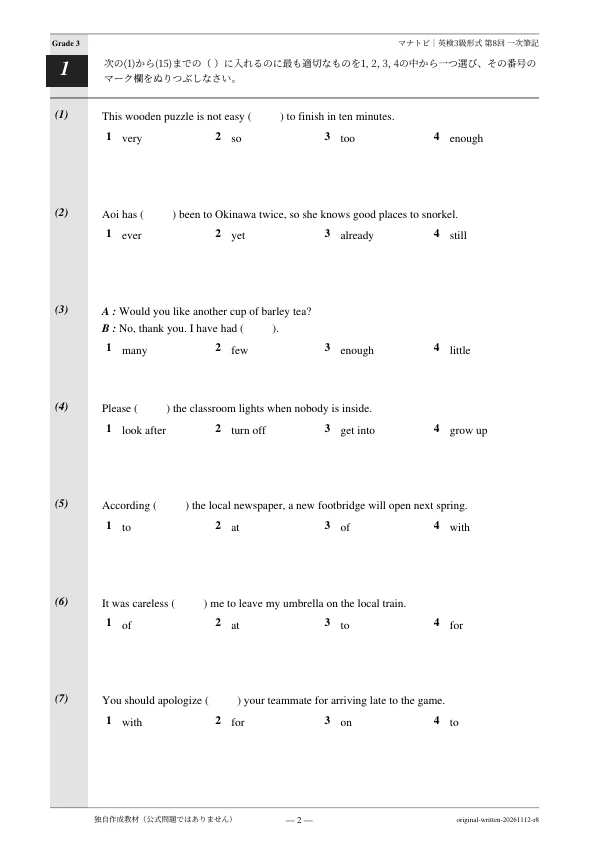 Grade 3
マナトビ｜英検3級形式 第8回 一次筆記
1
次の(1)から(15)までの（ ）に入れるのに最も適切なものを1, 2, 3, 4の中から一つ選び、その番号の
マーク欄をぬりつぶしなさい。
(1)
This wooden puzzle is not easy (　　) to finish in ten minutes.
1 very 2 so 3 too 4 enough
(2)
Aoi has (　　) been to Okinawa twice, so she knows good places to snorkel.
1 ever 2 yet 3 already 4 still
(3)
A : Would you like another cup of barley tea?
B : No, thank you. I have had (　　).
1 many 2 few 3 enough 4 little
(4)
Please (　　) the classroom lights when nobody is inside.
1 look after 2 turn off 3 get into 4 grow up
(5)
According (　　) the local newspaper, a new footbridge will open next spring.
1 to 2 at 3 of 4 with
(6)
It was careless (　　) me to leave my umbrella on the local train.
1 of 2 at 3 to 4 for
(7)
You should apologize (　　) your teammate for arriving late to the game.
1 with 2 for 3 on 4 to
独自作成教材（公式問題ではありません）
— 2 —
original-written-20261112-r8